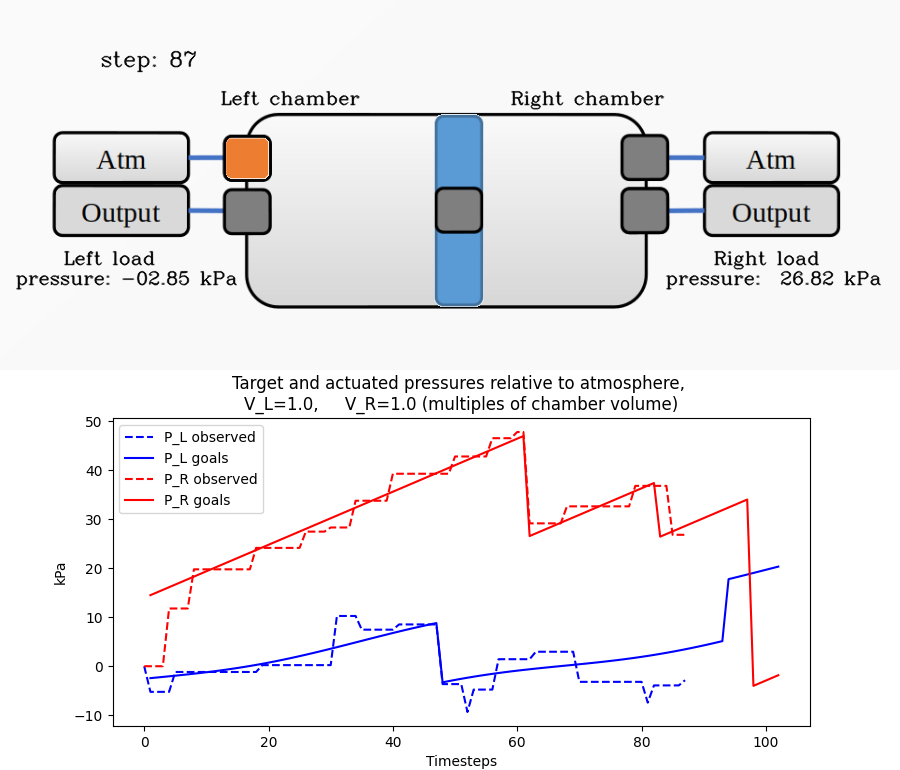 step: 87
Left chamber
Right chamber
Atm
Atm
Output
Output
Left load
pressure: -02.85 kPa
Right load
pressure:  26.82 kPa
Target and actuated pressures relative to atmosphere,
V_L=1.0,     V_R=1.0 (multiples of chamber volume)
P_L observed
P_L goals
P_R observed
P_R goals
50
40
30
20
10
0
−10
kPa
0
20
40
60
80
100
Timesteps